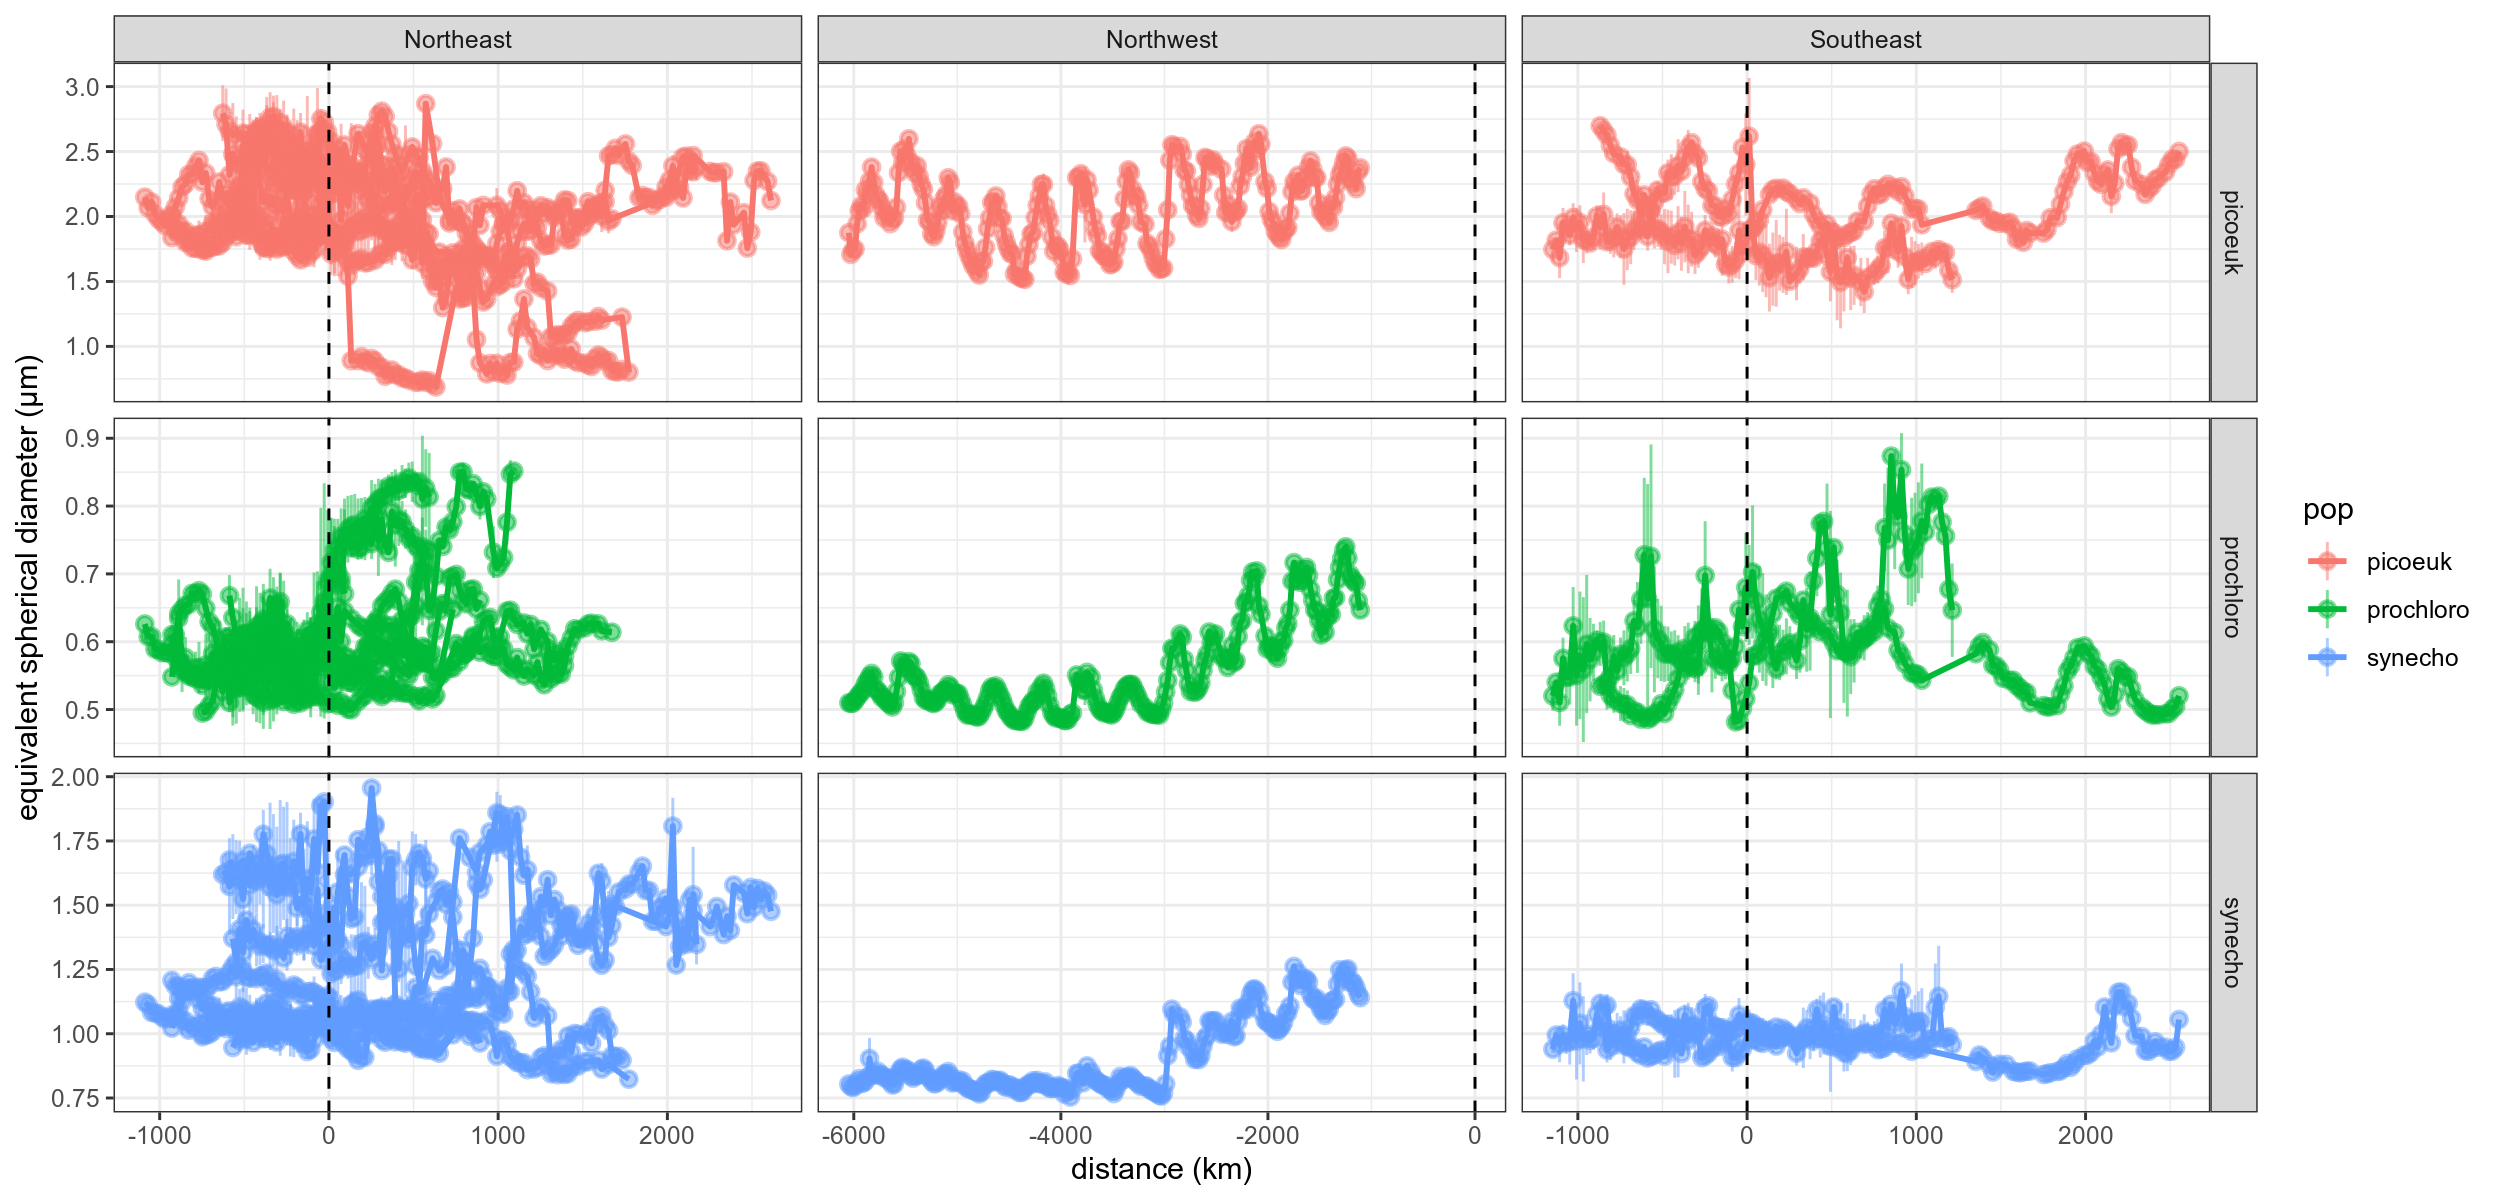 Northeast
Northwest
Southeast
equivalent spherical diameter (μm)
3.0
2.5
2.0
1.5
1.0
picoeuk
0.9
0.8
0.7
0.6
0.5
prochloro
2.00
1.75
1.50
1.25
1.00
0.75
synecho
-1000
0
1000
2000
-6000
-4000
-2000
0
-1000
0
1000
2000
distance (km)
pop
picoeuk
prochloro
synecho